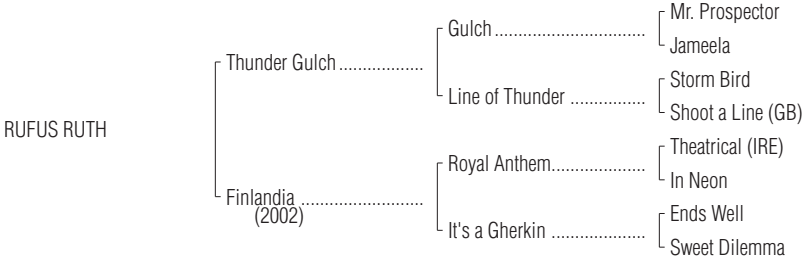 Mr. Prospector
Gulch ..............................
Jameela
Thunder Gulch .................
Storm Bird
Line of Thunder ...............
Shoot a Line (GB)
RUFUS RUTH
Theatrical (IRE)
Royal Anthem...................
In Neon
Finlandia ........................
(2002)
Ends Well
It's a Gherkin ...................
Sweet Dilemma